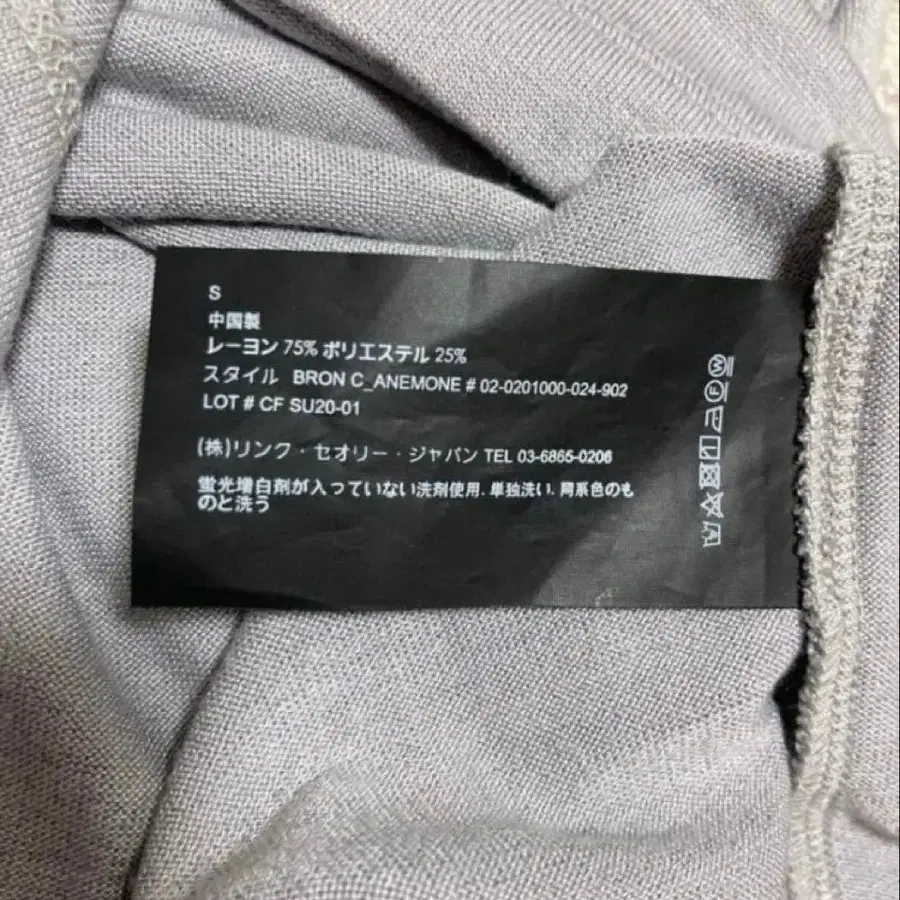 S
中国製
レーヨン 75% ポリエステル 25%
スタイル BRON C_ANEMONE # 02-0201000-024-902
LOT # CF SU20-01
(株)リンク・セオリー・ジャパン TEL 03-6865-0206
蛍光増白剤が入っていない洗剤使用. 単独洗い. 同系色のも
のと洗う
W
F